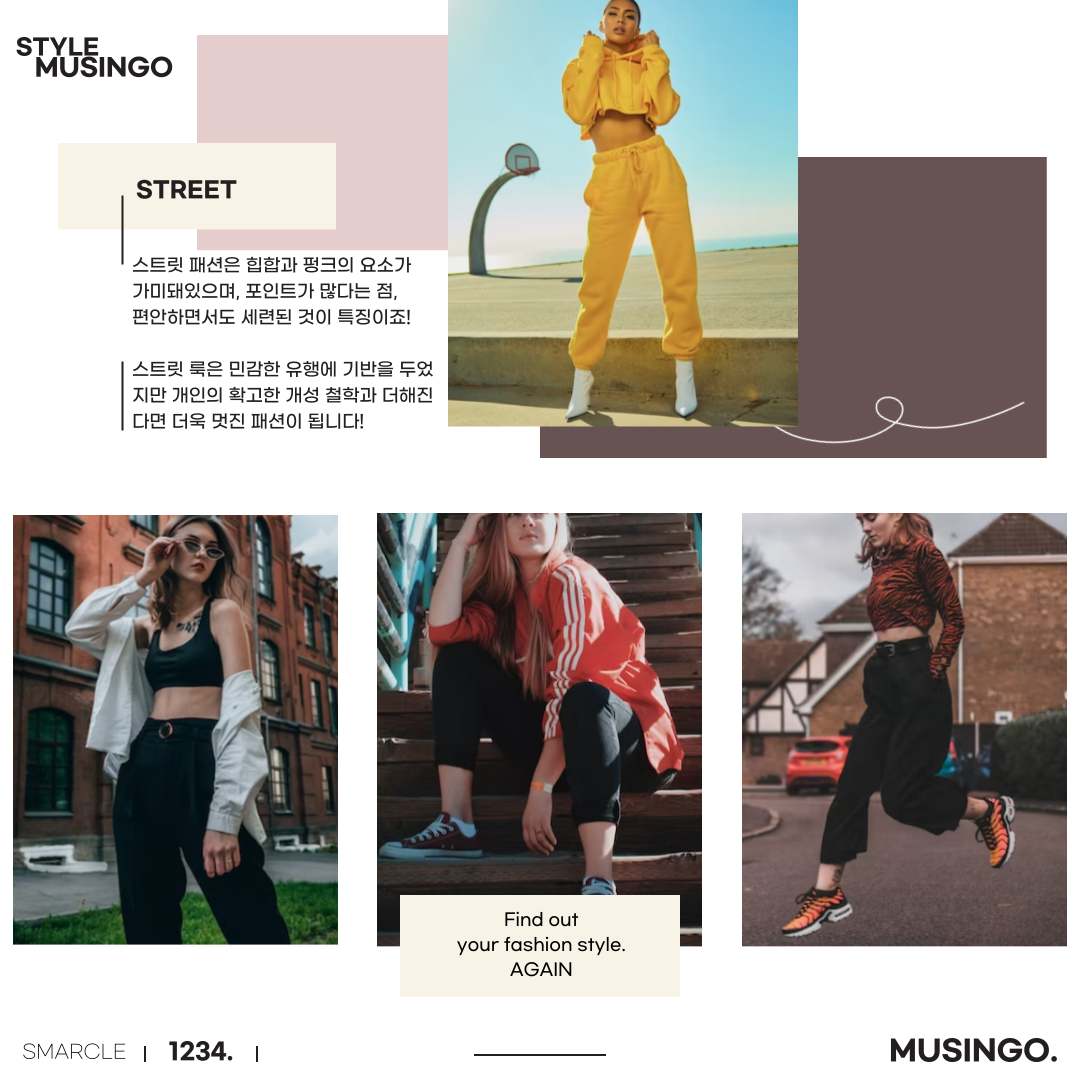 STYLE
MUSINGO
STREET
스트릿 패션은 힙합과 펑크의 요소가
가미돼있으며, 포인트가 많다는 점,
편안하면서도 세련된 것이 특징이죠!
스트릿 룩은 민감한 유행에 기반을 두었
지만 개인의 확고한 개성 철학과 더해진
다면 더욱 멋진 패션이 됩니다!
Find out
your fashion style.
AGAIN
SMARCLE | 1234. |
MUSINGO.